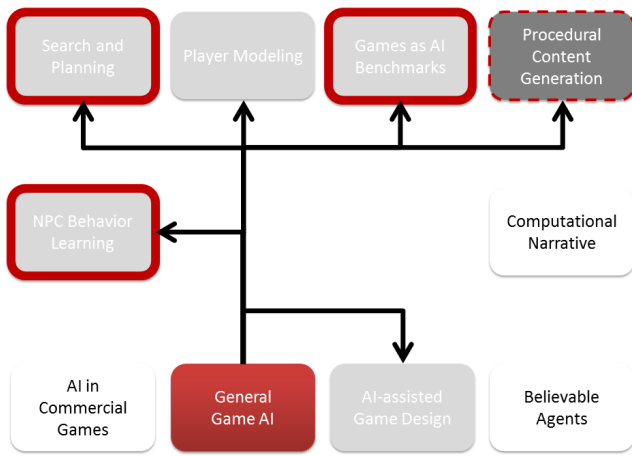 Search and
Planning
Player Modeling
Games as AI
Benchmarks
Procedural
Content
Generation
NPC Behavior
Learning
Computational
Narrative
AI in
Commercial
Games
General
Game AI
AI-assisted
Game Design
Believable
Agents